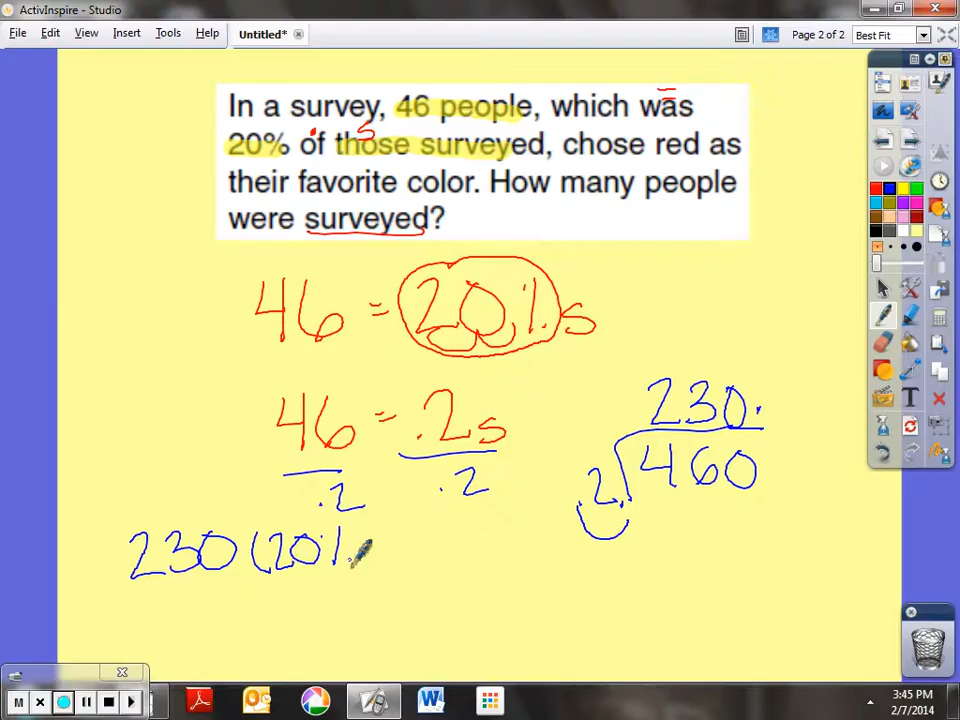 ActivInspire - Studio
File Edit View Insert Tools Help Untitled* Page 2 of 2 Best Fit
=
In a survey, 46 people, which was
. s
20% of those surveyed, chose red as
their favorite color. How many people
were surveyed?
46 = 20% s
46 = .2s
.2 .2
230.
.2. 460
230 (20%
T
M
W
3:45 PM
2/7/2014